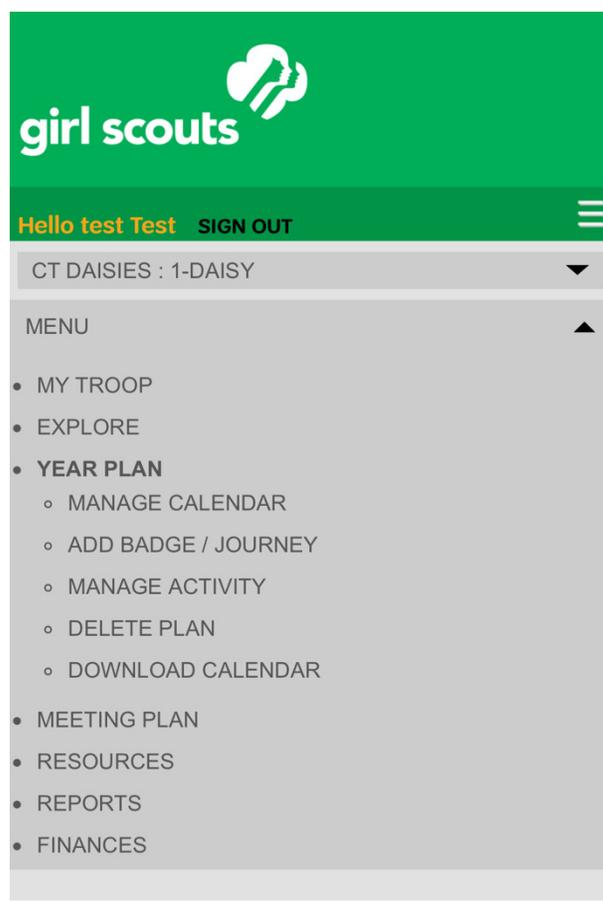 girl scouts
Hello test Test SIGN OUT
CT DAISIES : 1-DAISY
MENU
MY TROOP
EXPLORE
YEAR PLAN
MANAGE CALENDAR
ADD BADGE / JOURNEY
MANAGE ACTIVITY
DELETE PLAN
DOWNLOAD CALENDAR
MEETING PLAN
RESOURCES
REPORTS
FINANCES